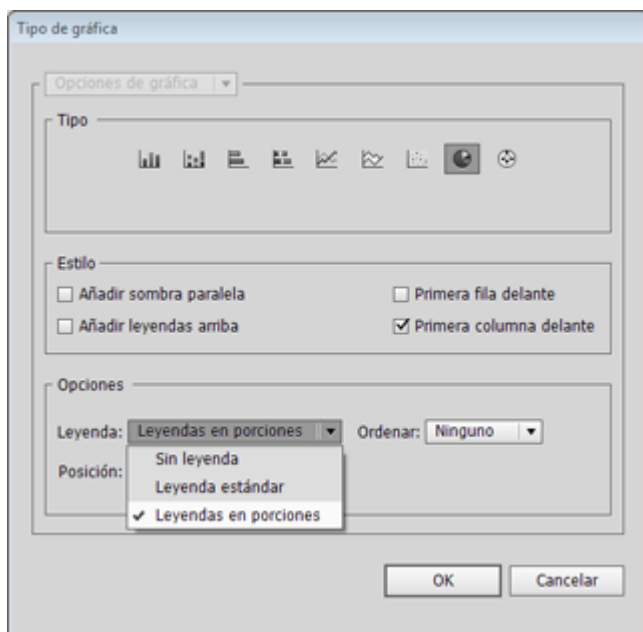 Tipo de gráfica
Opciones de gráfica
Tipo
Estilo
Añadir sombra paralela
Primera fila delante
Añadir leyendas arriba
Primera columna delante
Opciones
Leyenda: Leyendas en porciones Ordenar: Ninguno
Sin leyenda
Posición:
Leyenda estándar
Leyendas en porciones
OK Cancelar